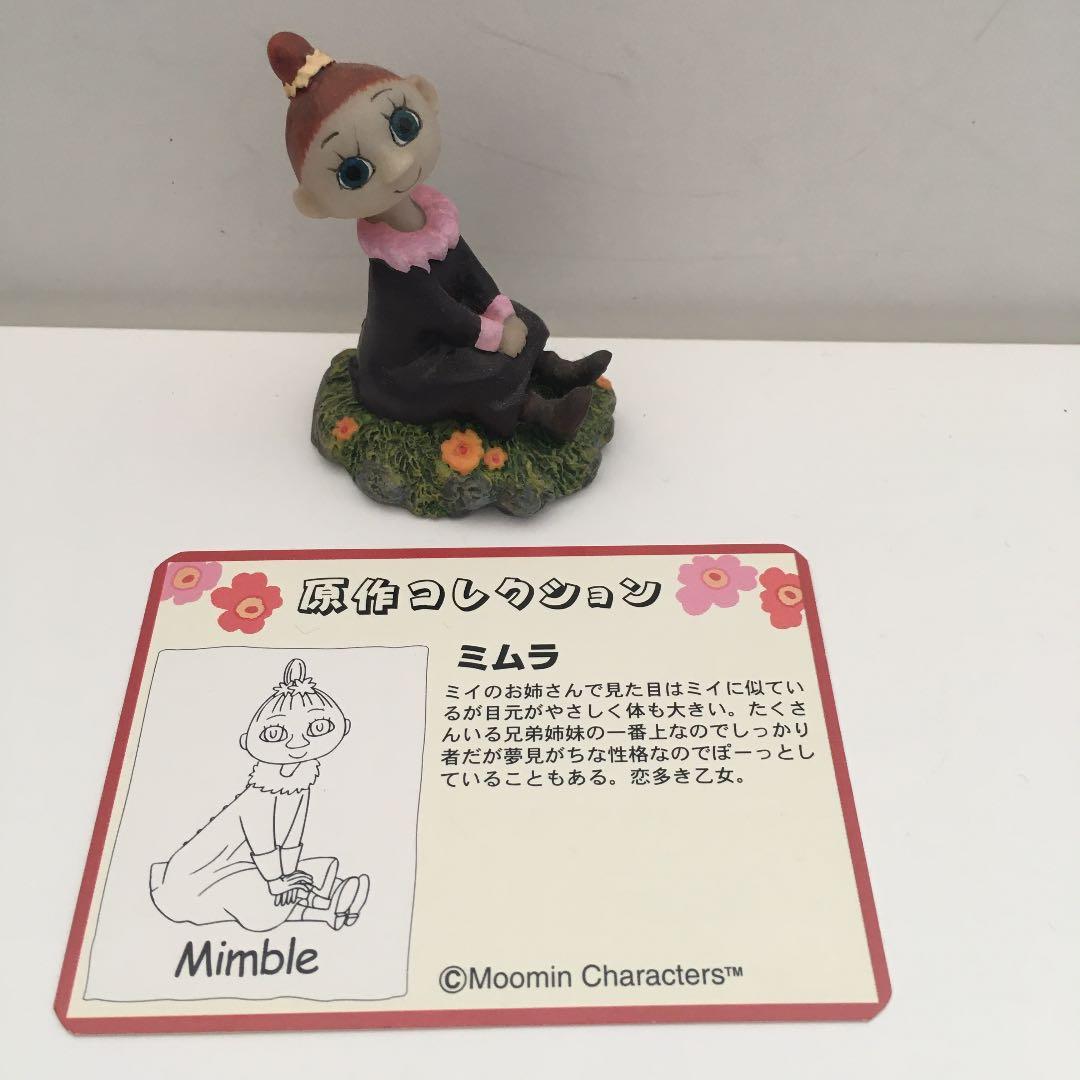 原作コレクション
ミムラ
ミイのお姉さんで見た目はミイに似てい
るが目元がやさしく体も大きい。たくさ
んいる兄弟姉妹の一番上なのでしっかり
者だが夢見がちな性格なのでぽーっとし
ていることもある。恋多き乙女。
Mimble
©Moomin Characters™